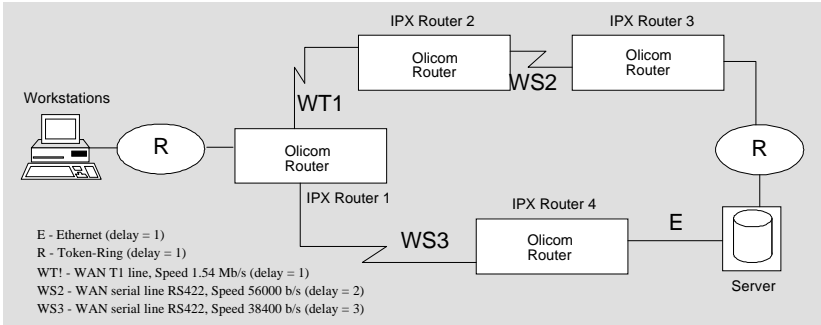 IPX Router 2
IPX Router 3
Olicom
Router
Olicom
Router
WS2
Workstations
WT1
R
Olicom
Router
R
IPX Router 1
IPX Router 4
WS3
Olicom
Router
E
Server
E - Ethernet (delay = 1)
R - Token-Ring (delay = 1)
WT! - WAN T1 line, Speed 1.54 Mb/s (delay = 1)
WS2 - WAN serial line RS422, Speed 56000 b/s (delay = 2)
WS3 - WAN serial line RS422, Speed 38400 b/s (delay = 3)